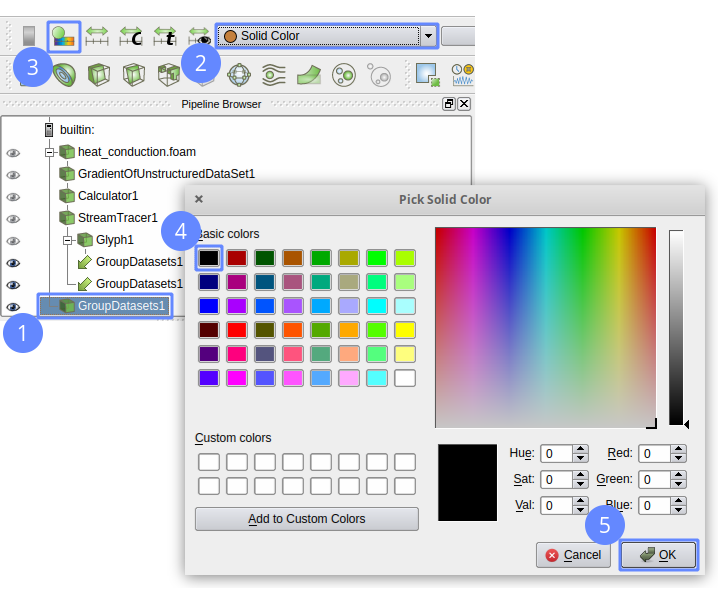 C t
Solid Color
2
3
Pipeline Browser
builtin:
heat_conduction.foam
GradientOfUnstructuredDataSet1
Calculator1
StreamTracer1
Glyph1
GroupDatasets1
GroupDatasets1
GroupDatasets1
1
Pick Solid Color
4
Basic colors
Custom colors
Add to Custom Colors
Hue: 0 Red: 0
Sat: 0 Green: 0
Val: 0 Blue: 0
5
Cancel OK